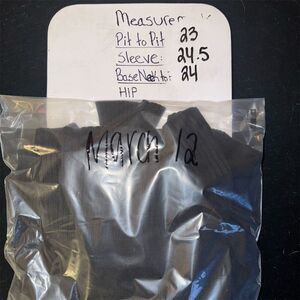 Measure
Pit to Pit 23
Sleeve: 24.5
Base Neck to: 24
HIP
March 12